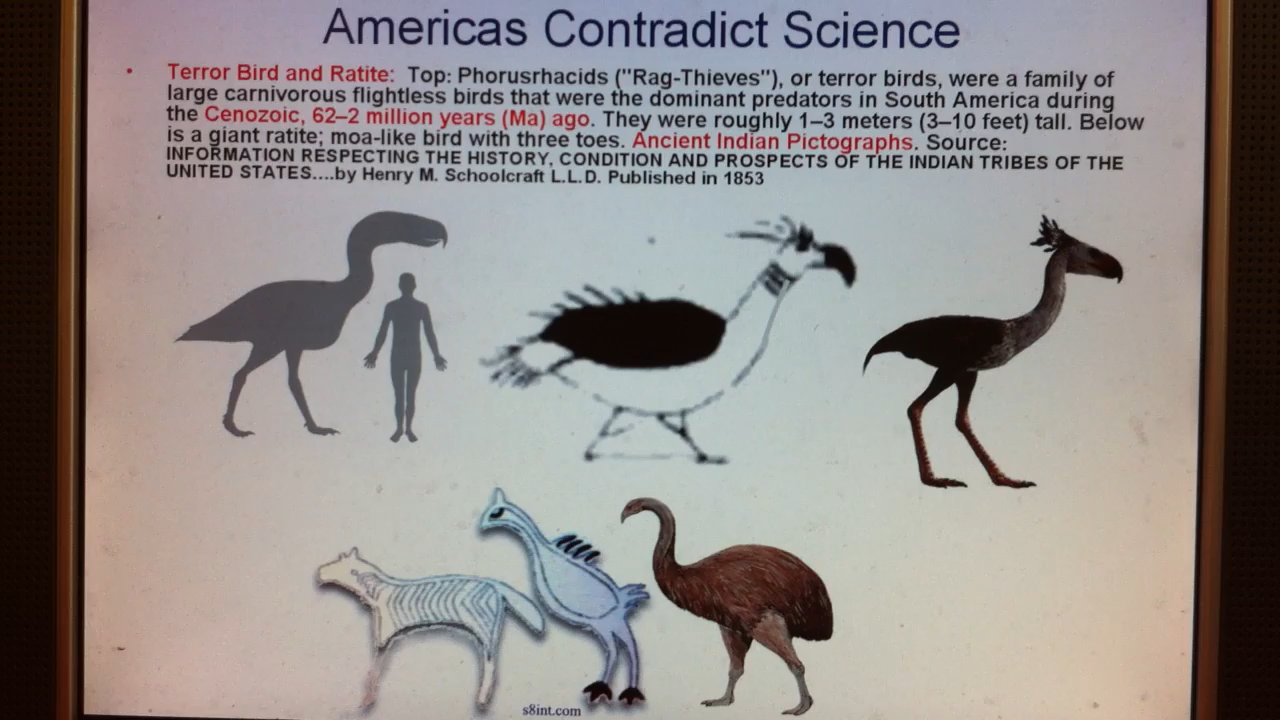 Americas Contradict Science
• Terror Bird and Ratite: Top: Phorusrhacids ("Rag-Thieves"), or terror birds, were a family of
large carnivorous flightless birds that were the dominant predators in South America during
the Cenozoic, 62–2 million years (Ma) ago. They were roughly 1–3 meters (3–10 feet) tall. Below
is a giant ratite; moa-like bird with three toes. Ancient Indian Pictographs. Source:
INFORMATION RESPECTING THE HISTORY, CONDITION AND PROSPECTS OF THE INDIAN TRIBES OF THE
UNITED STATES....by Henry M. Schoolcraft L.L.D. Published in 1853
s8int.com